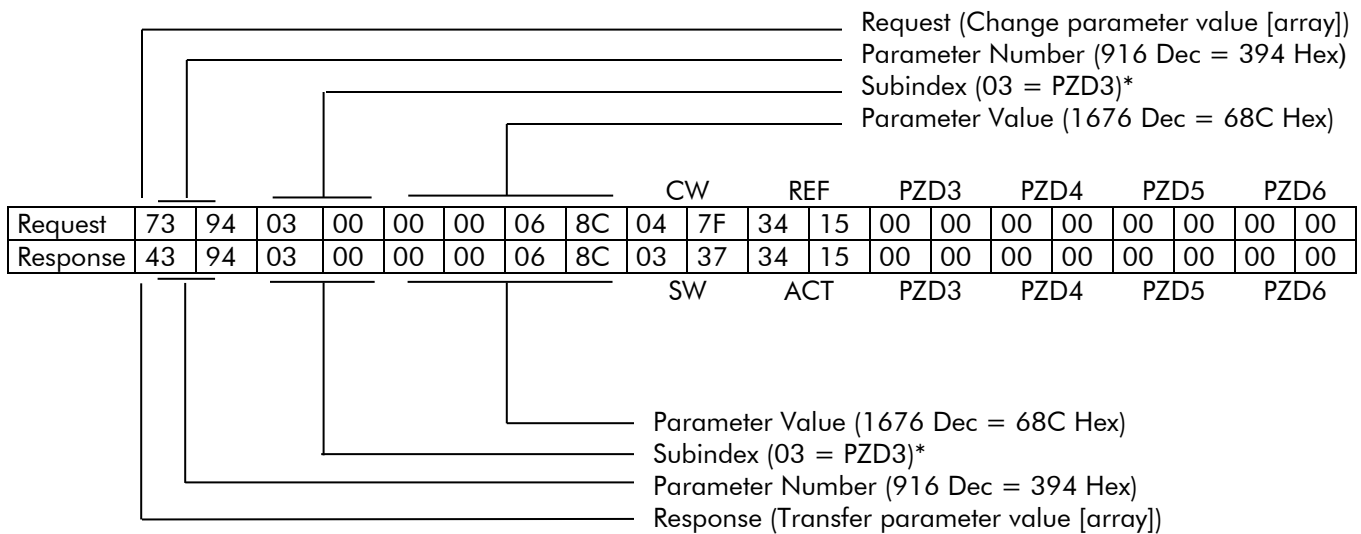 Request (Change parameter value [array])
Parameter Number (916 Dec = 394 Hex)
Subindex (03 = PZD3)*
Parameter Value (1676 Dec = 68C Hex)
CW REF PZD3 PZD4 PZD5 PZD6
Request 73 94 03 00 00 00 06 8C 04 7F 34 15 00 00 00 00 00 00 00 00
Response 43 94 03 00 00 00 06 8C 03 37 34 15 00 00 00 00 00 00 00 00
SW ACT PZD3 PZD4 PZD5 PZD6
Parameter Value (1676 Dec = 68C Hex)
Subindex (03 = PZD3)*
Parameter Number (916 Dec = 394 Hex)
Response (Transfer parameter value [array])